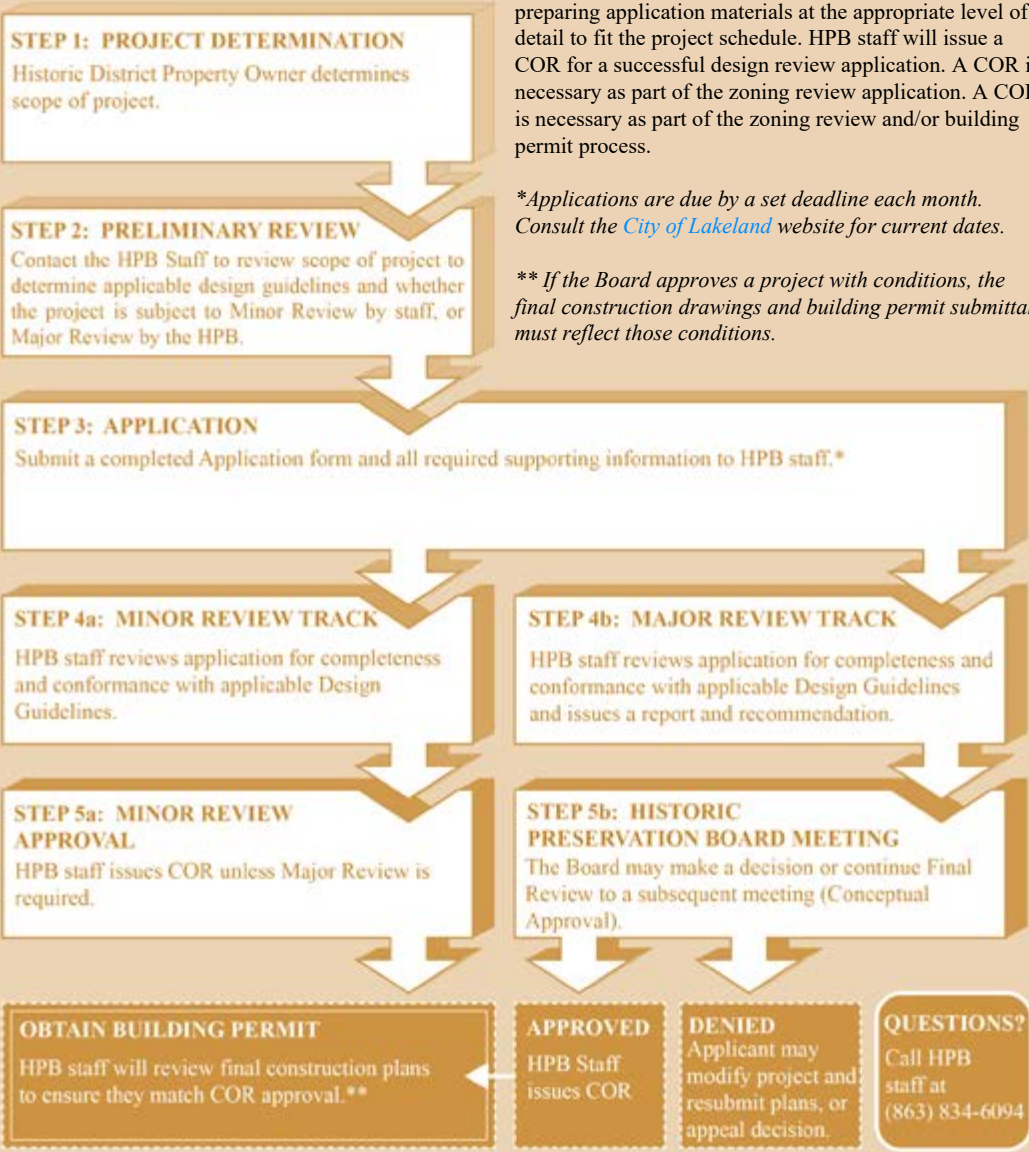 preparing application materials at the appropriate level of
detail to fit the project schedule. HPB staff will issue a
COR for a successful design review application. A COR i
necessary as part of the zoning review application. A COR
is necessary as part of the zoning review and/or building
permit process.
*Applications are due by a set deadline each month.
Consult the City of Lakeland website for current dates.
** If the Board approves a project with conditions, the
final construction drawings and building permit submittal
must reflect those conditions.
STEP 1: PROJECT DETERMINATION
Historic District Property Owner determines
scope of project.
STEP 2: PRELIMINARY REVIEW
Contact the HPB Staff to review scope of project to
determine applicable design guidelines and whether
the project is subject to Minor Review by staff, or
Major Review by the HPB.
STEP 3: APPLICATION
Submit a completed Application form and all required supporting information to HPB staff.*
STEP 4a: MINOR REVIEW TRACK
HPB staff reviews application for completeness
and conformance with applicable Design
Guidelines.
STEP 4b: MAJOR REVIEW TRACK
HPB staff reviews application for completeness and
conformance with applicable Design Guidelines
and issues a report and recommendation.
STEP 5a: MINOR REVIEW
APPROVAL
HPB staff issues COR unless Major Review is
required.
STEP 5b: HISTORIC
PRESERVATION BOARD MEETING
The Board may make a decision or continue Final
Review to a subsequent meeting (Conceptual
Approval).
OBTAIN BUILDING PERMIT
HPB staff will review final construction plans
to ensure they match COR approval.**
APPROVED
HPB Staff
issues COR
DENIED
Applicant may
modify project and
resubmit plans, or
appeal decision.
QUESTIONS?
Call HPB
staff at
(863) 834-6094